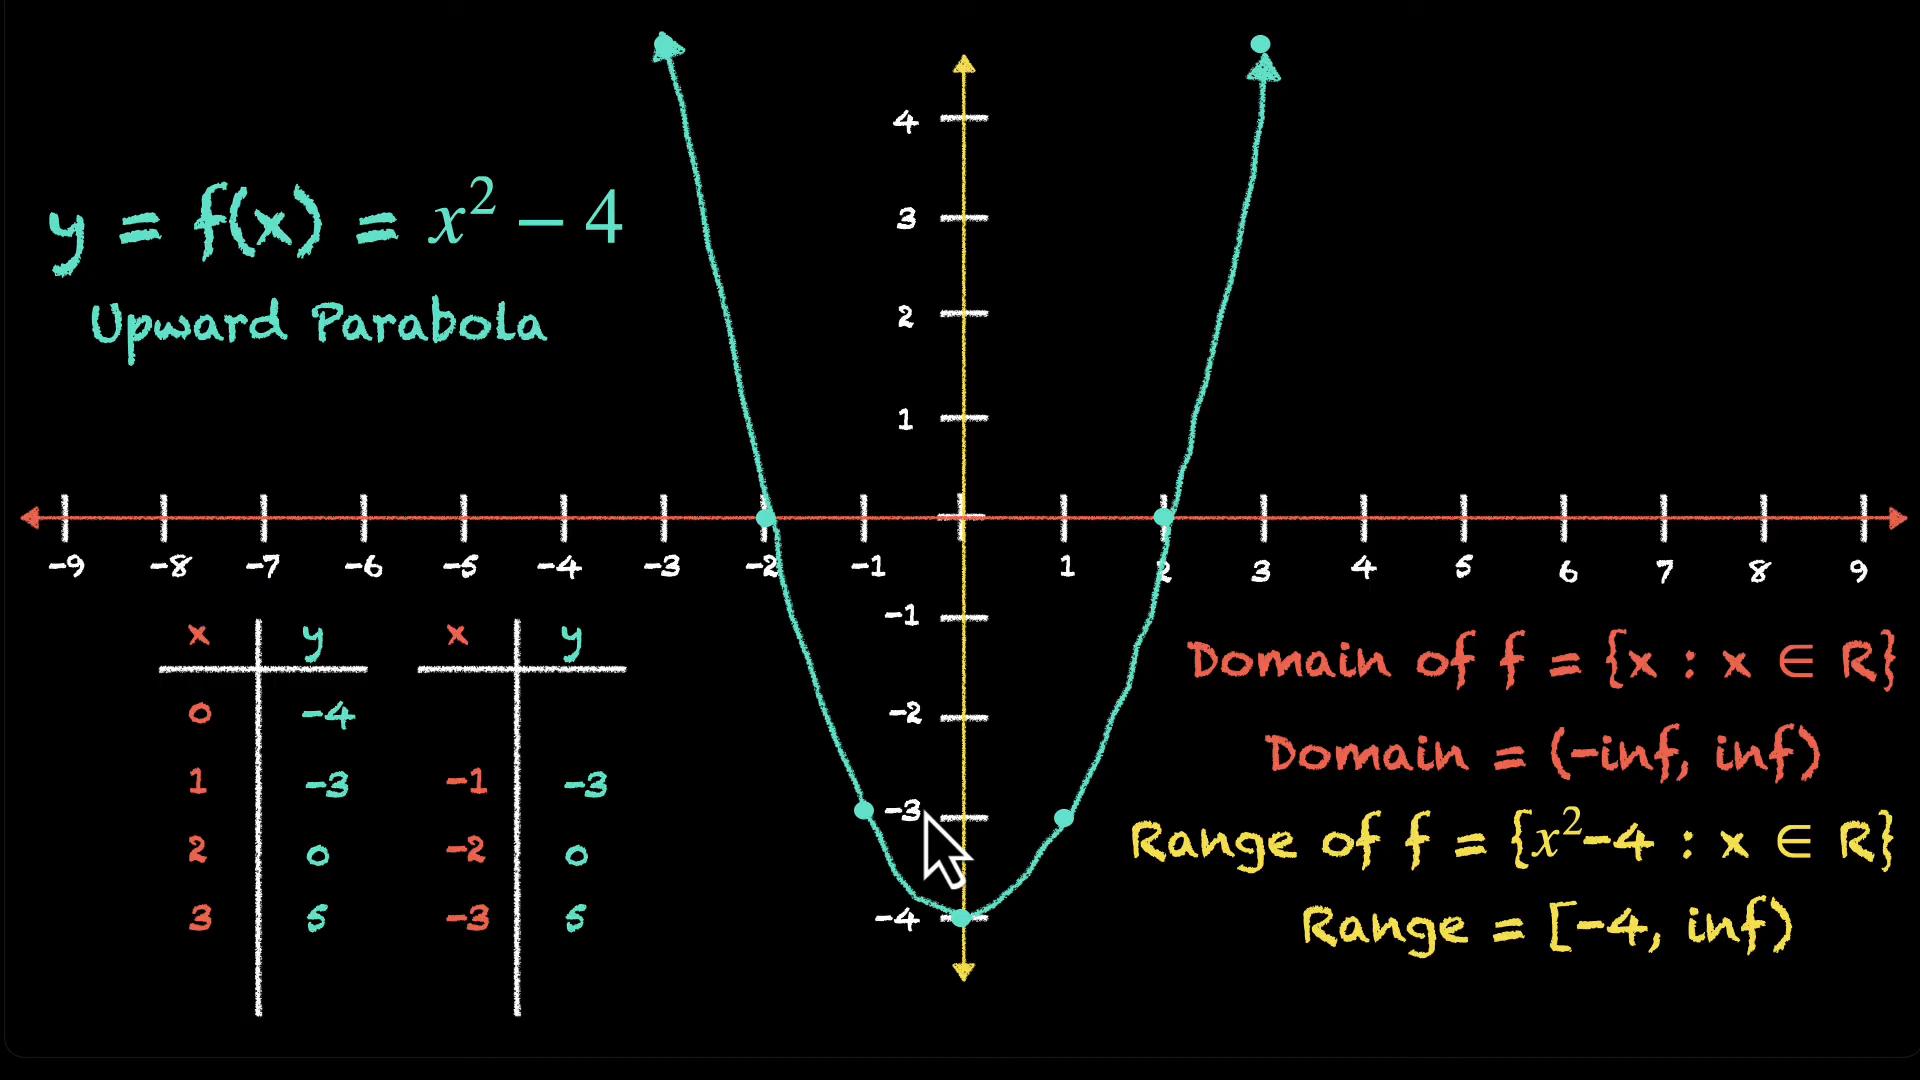 y = f(x) = x² − 4
Upward Parabola
4
3
2
1
-9 -8 -7 -6 -5 -4 -3 -2 -1 1 2 3 4 5 6 7 8 9
-1
-2
-3
-4
x y
0 -4
1 -3
2 0
3 5
x y
-1 -3
-2 0
-3 5
Domain of f = {x : x ∈ R}
Domain = (-inf, inf)
Range of f = {x²-4 : x ∈ R}
Range = [-4, inf)